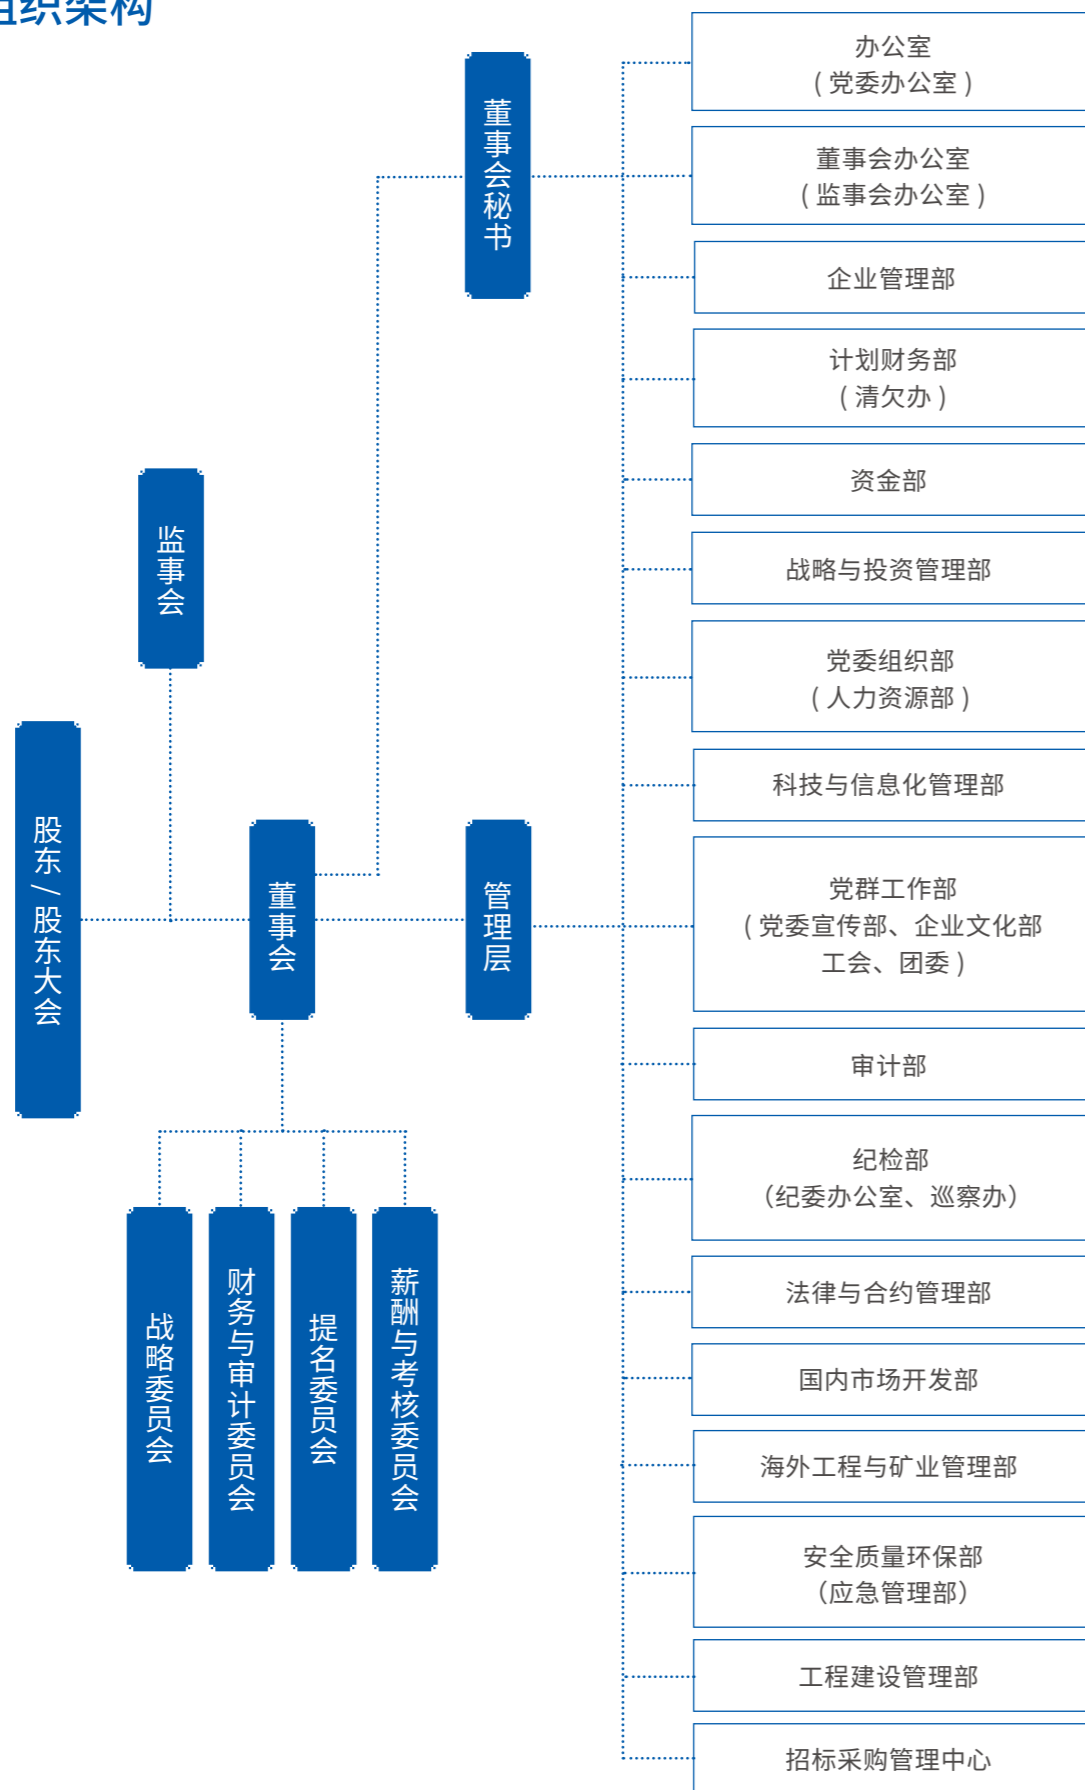 组织架构
办公室
( 党委办公室 )
董事会秘书
董事会办公室
( 监事会办公室 )
企业管理部
计划财务部
( 清欠办 )
资金部
监事会
战略与投资管理部
党委组织部
( 人力资源部 )
科技与信息化管理部
股东/股东大会
董事会
管理层
党群工作部
( 党委宣传部、企业文化部
工会、团委 )
审计部
纪检部
（纪委办公室、巡察办）
战略委员会
财务与审计委员会
提名委员会
薪酬与考核委员会
法律与合约管理部
国内市场开发部
海外工程与矿业管理部
安全质量环保部
（应急管理部）
工程建设管理部
招标采购管理中心